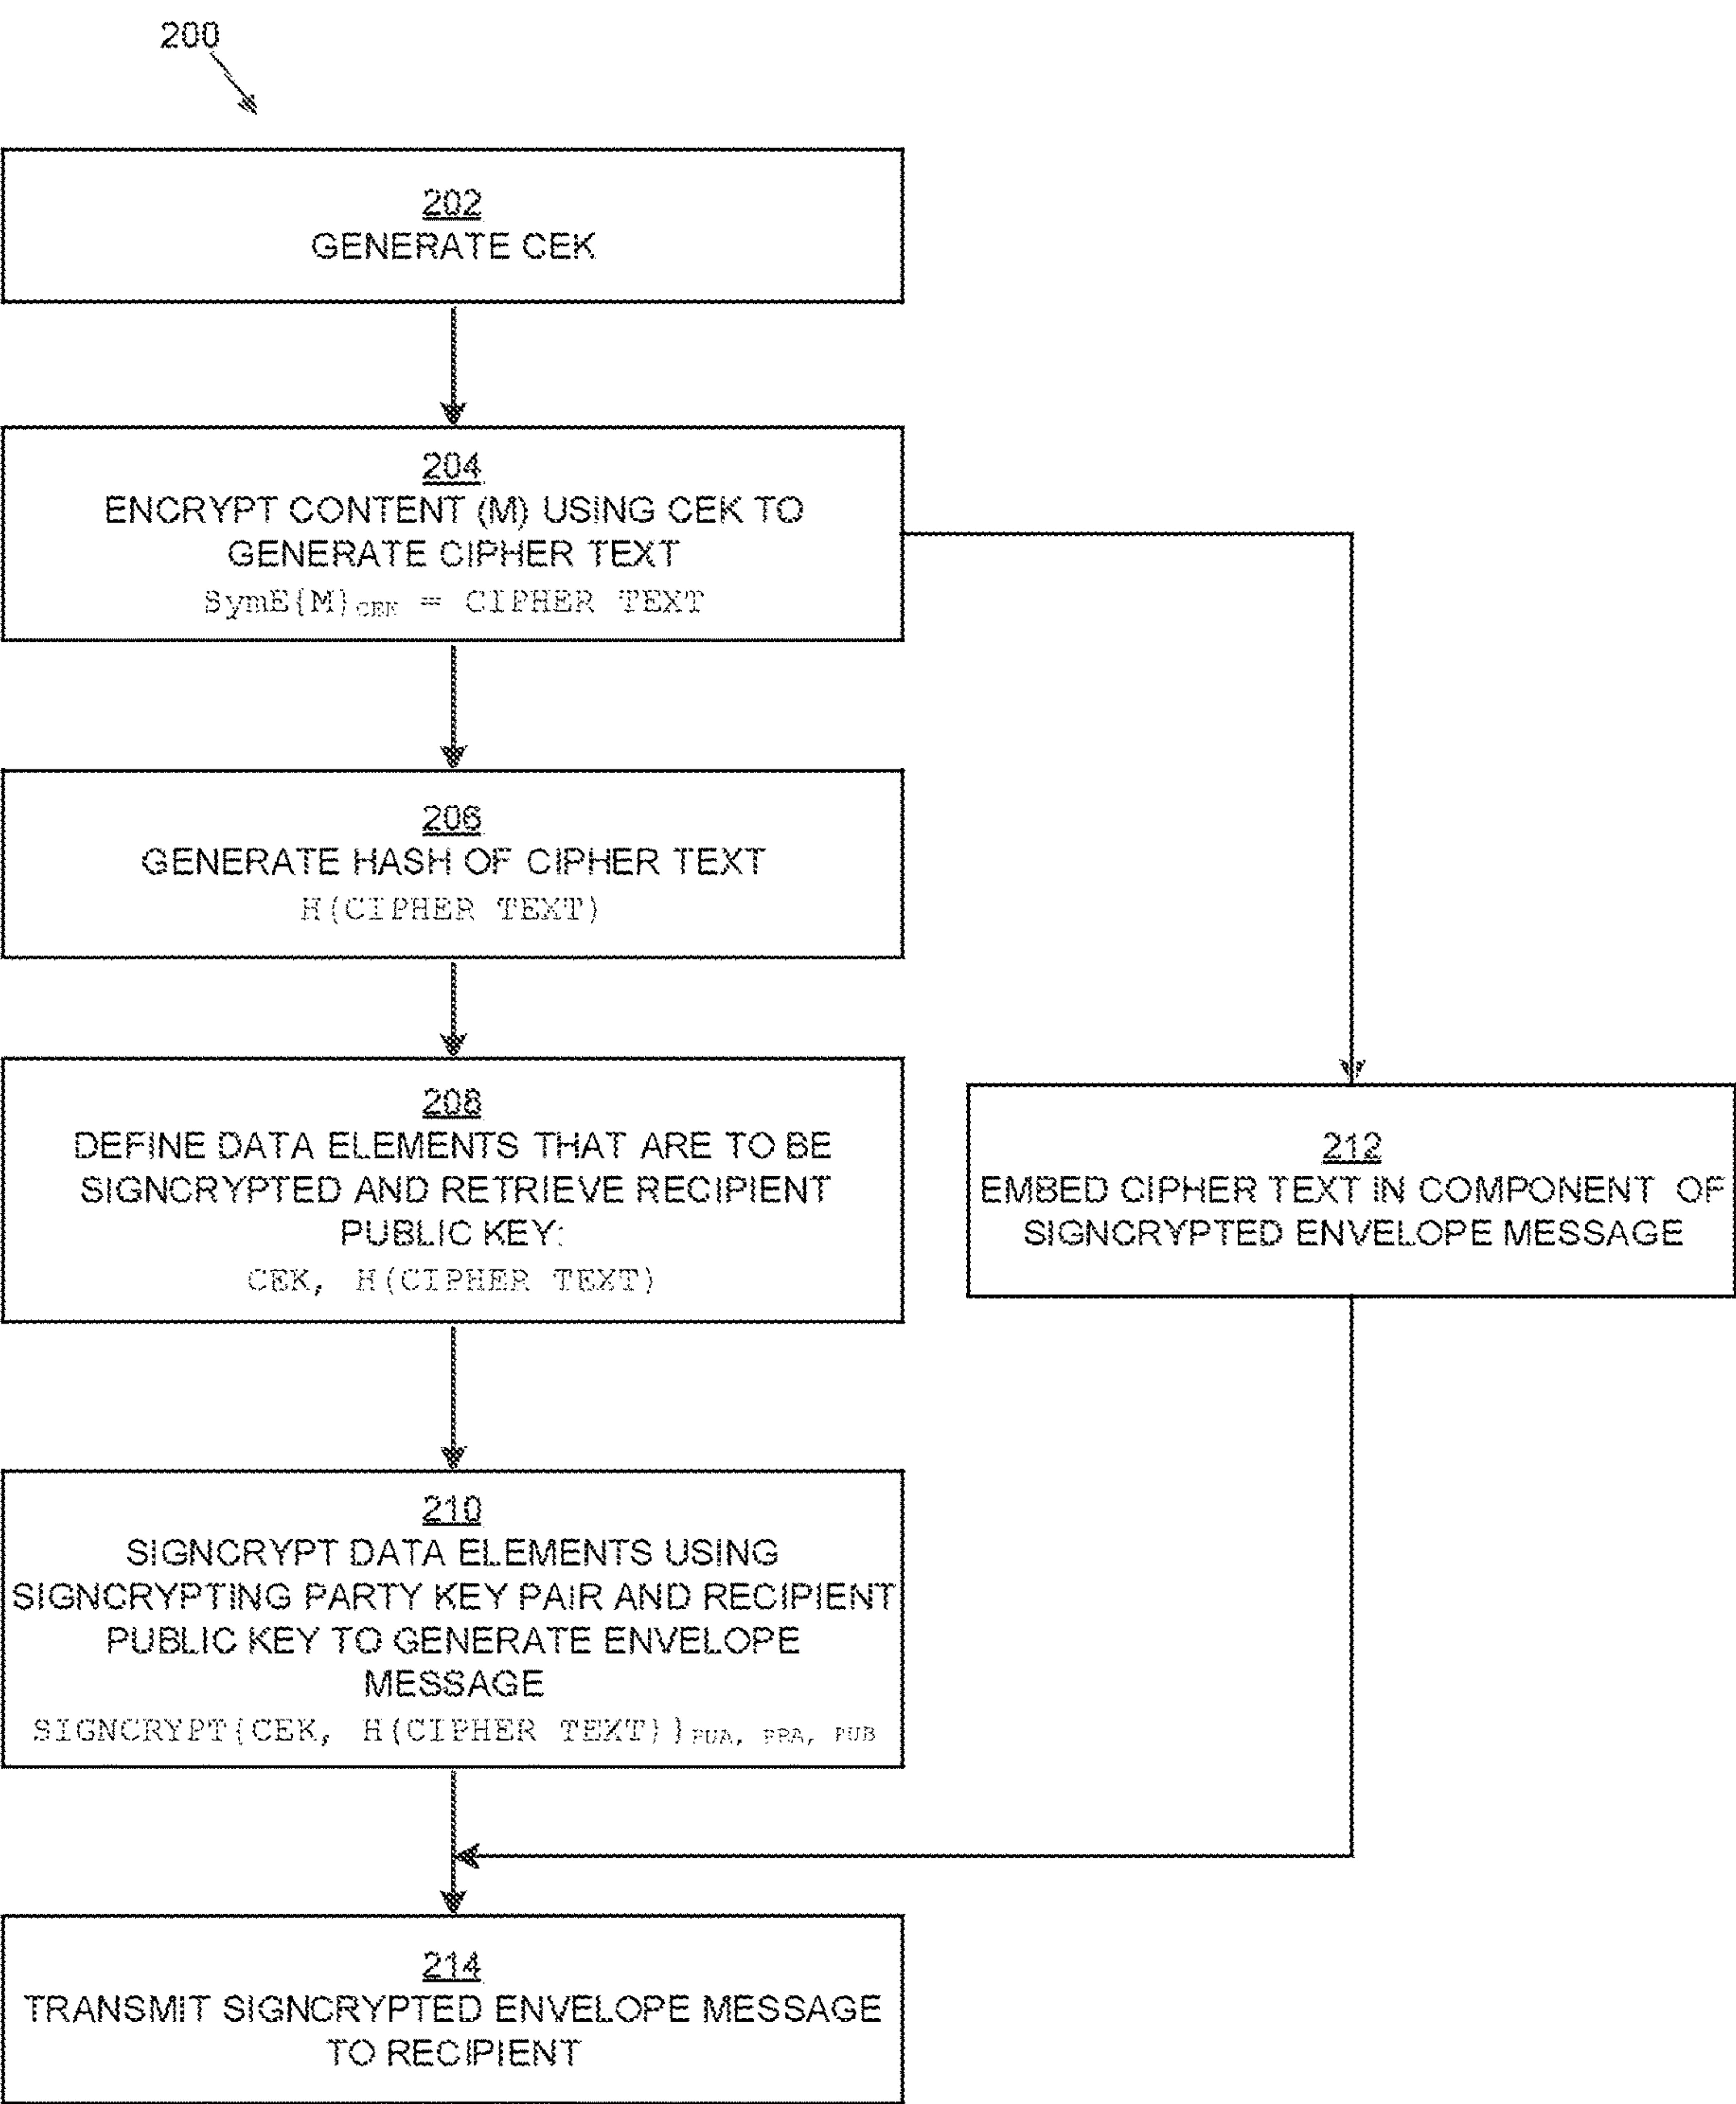 200
202
GENERATE CEK
204
ENCRYPT CONTENT (M) USING CEK TO
GENERATE CIPHER TEXT
SymE{M}CEK = CIPHER TEXT
206
GENERATE HASH OF CIPHER TEXT
H(CIPHER TEXT)
208
DEFINE DATA ELEMENTS THAT ARE TO BE
SIGNCRYPTED AND RETRIEVE RECIPIENT
PUBLIC KEY:
CEK, H(CIPHER TEXT)
212
EMBED CIPHER TEXT IN COMPONENT OF
SIGNCRYPTED ENVELOPE MESSAGE
210
SIGNCRYPT DATA ELEMENTS USING
SIGNCRYPTING PARTY KEY PAIR AND RECIPIENT
PUBLIC KEY TO GENERATE ENVELOPE
MESSAGE
SIGNCRYPT{CEK, H(CIPHER TEXT)}PUA, PRA, PUB
214
TRANSMIT SIGNCRYPTED ENVELOPE MESSAGE
TO RECIPIENT